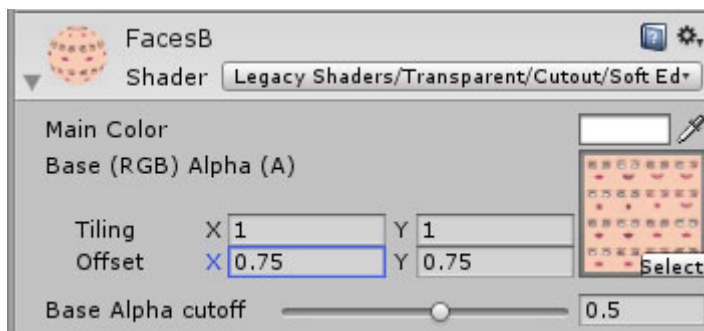 FacesB
Shader Legacy Shaders/Transparent/Cutout/Soft Ed
Main Color
Base (RGB) Alpha (A)
Tiling X 1 Y 1
Offset X 0.75 Y 0.75
Select
Base Alpha cutoff 0.5